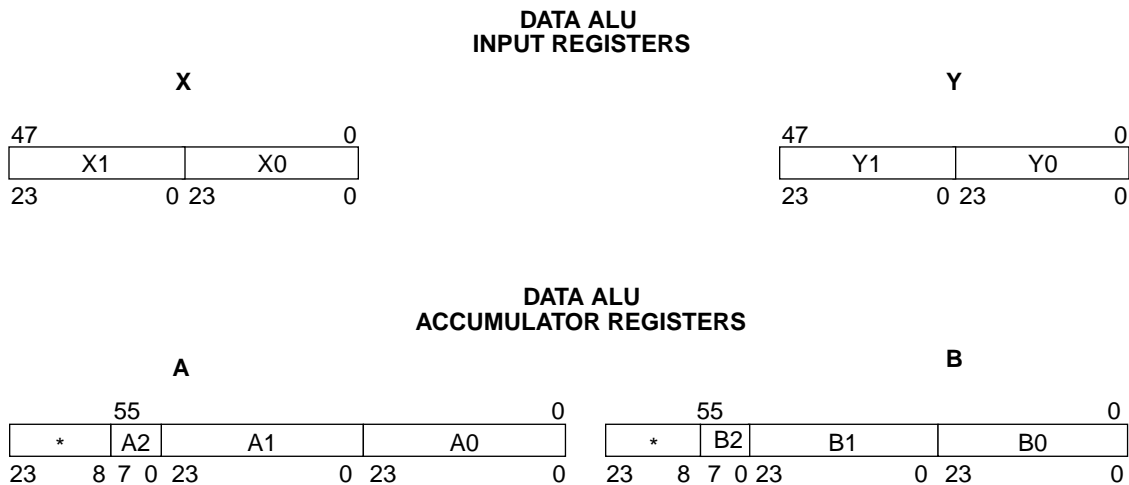 DATA ALU
INPUT REGISTERS
X Y
47 0 47 0
X1 X0 Y1 Y0
23 0 23 0 23 0 23 0
DATA ALU
ACCUMULATOR REGISTERS
A B
55 0 55 0
* A2 A1 A0 * B2 B1 B0
23 8 7 0 23 0 23 0 23 8 7 0 23 0 23 0